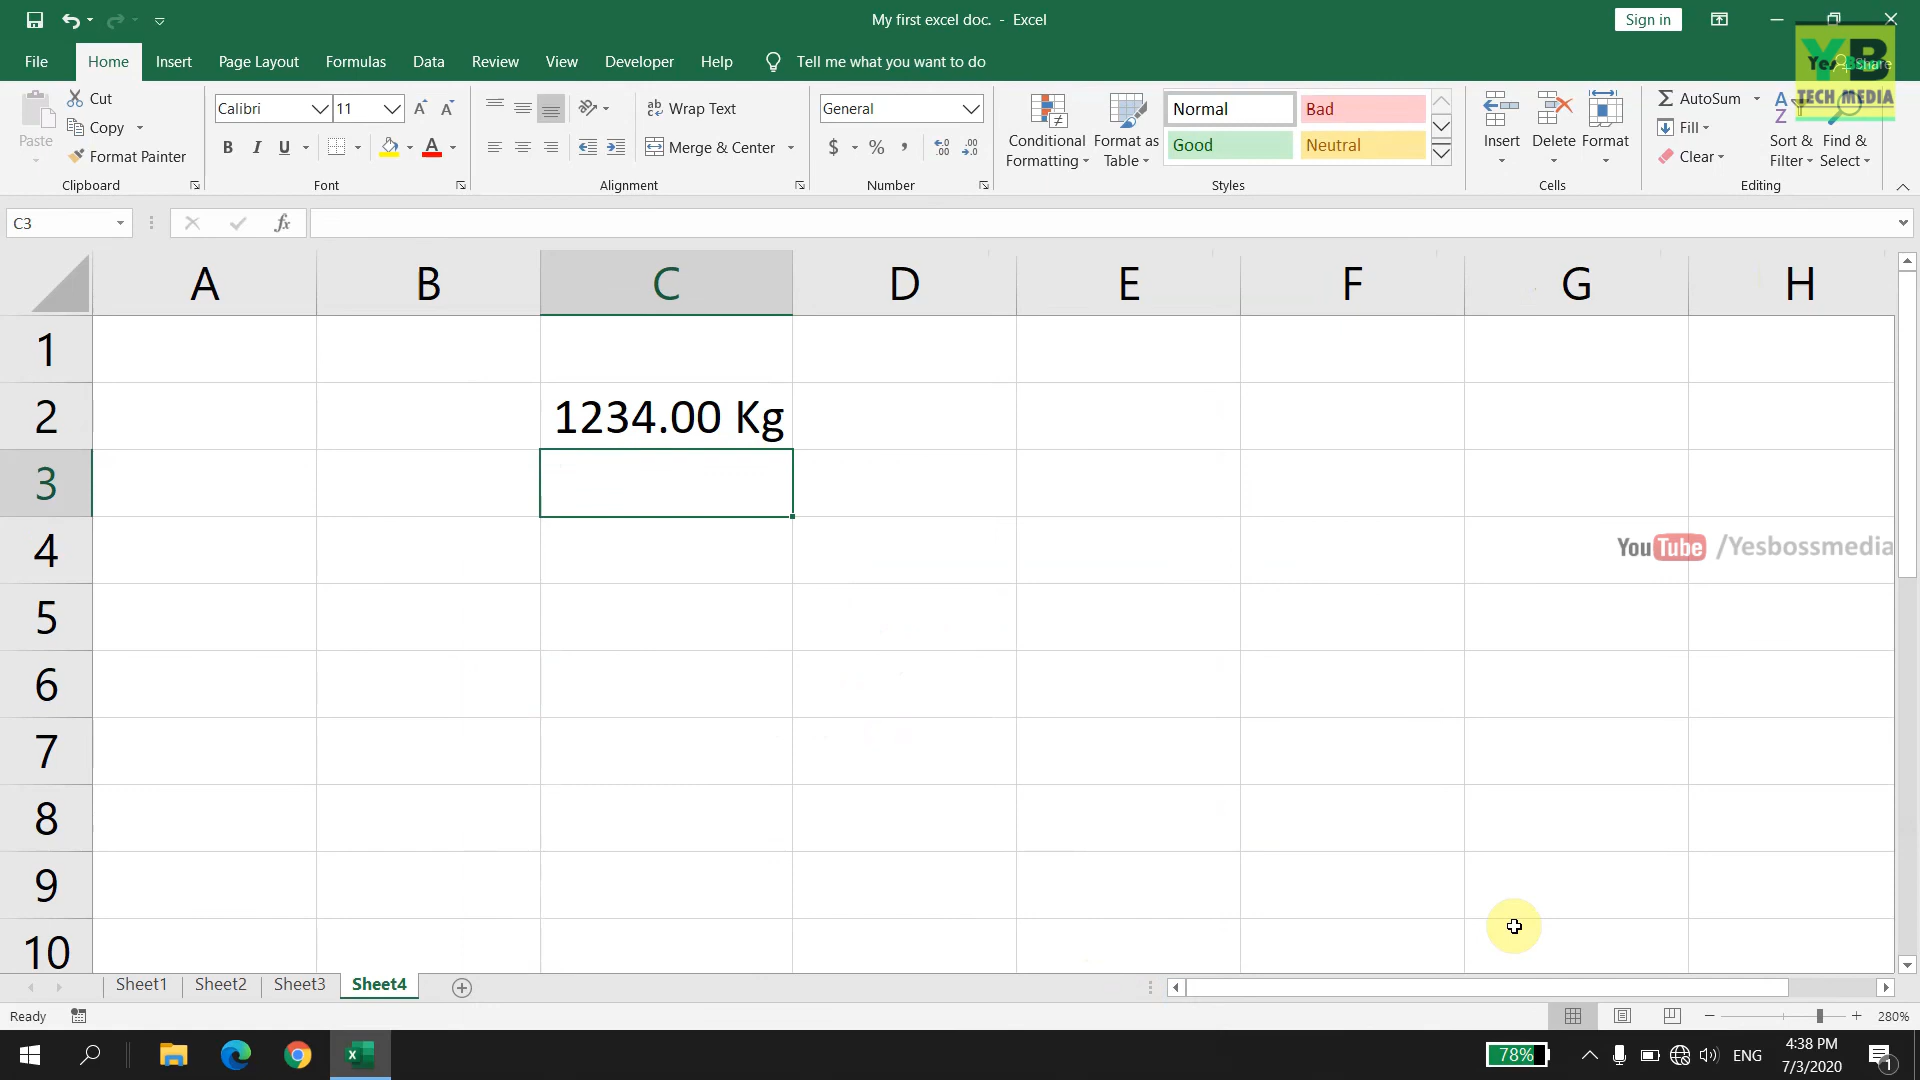 My first excel doc. - Excel
Sign in
File Home Insert Page Layout Formulas Data Review View Developer Help Tell me what you want to do
Share
YB
Yes Boss
TECH MEDIA
Paste
Cut
Copy
Format Painter
Clipboard
Calibri 11
B I U A
Font
Wrap Text
Merge & Center
Alignment
General
$ % ,
Number
Conditional Formatting
Format as Table
Normal Bad
Good Neutral
Styles
Insert Delete Format
Cells
AutoSum
Fill
Clear
Sort & Filter
Find & Select
Editing
C3 fx
A B C D E F G H
1
2 1234.00 Kg
3
4
YouTube /Yesbossmedia
5
6
7
8
9
10
Sheet1 Sheet2 Sheet3 Sheet4
Ready
280%
78%
ENG
4:38 PM
7/3/2020
1